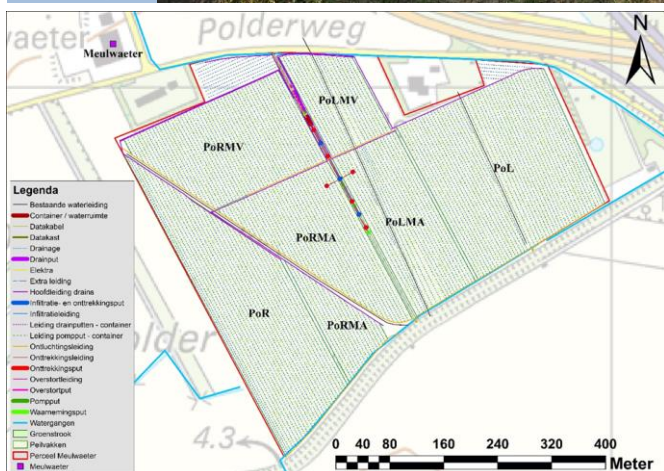 Polderweg
waeter
Meulwaeter
N
PoLMV
PoRMV
PoL
PoLMA
PoRMA
PoR
PoRMA
older
4.3
Legenda
Bestaande waterleiding
Container / waterruimte
Datakabel
Datakast
Drainage
Drainput
Elektra
Extra leiding
Hoofdleiding drains
Infiltratie- en onttrekkingsput
Infiltratieleiding
Leiding drainputten - container
Leiding pompput - container
Ontluchtingsleiding
Onttrekkingsleiding
Onttrekkingsput
Overstortleiding
Overstortput
Pompput
Waarnemingsput
Watergangen
Groenstrook
Peilvakken
Perceel Meulwaeter
Meulwaeter
0 40 80 160 240 320 400
Meter